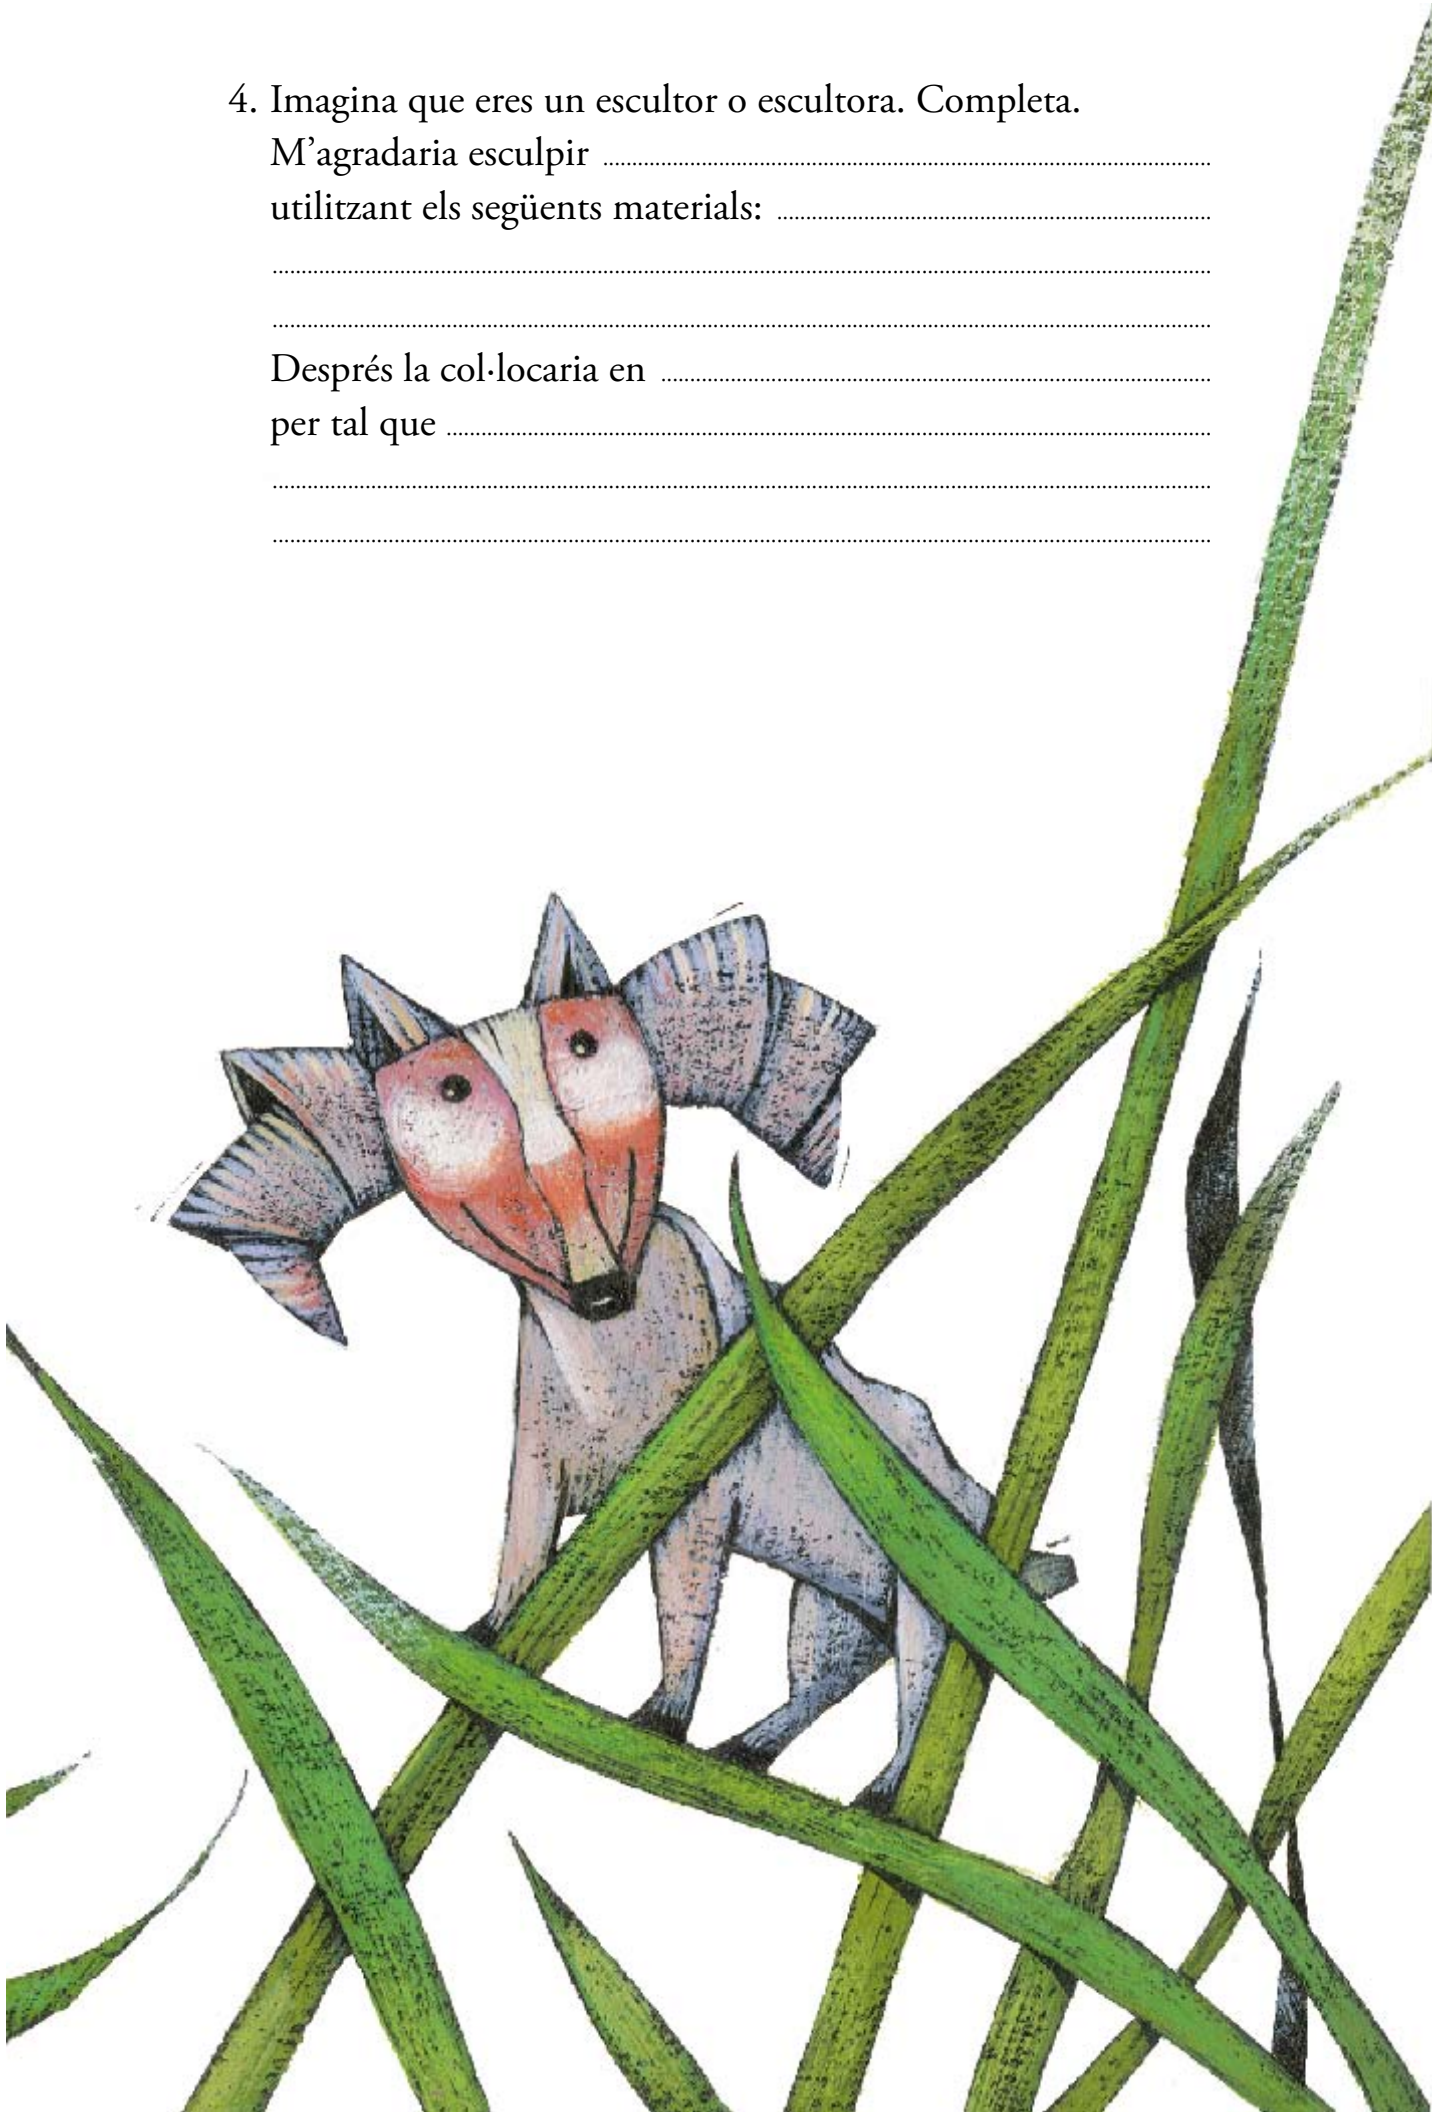 4. Imagina que eres un escultor o escultora. Completa.
M’agradaria esculpir
utilitzant els següents materials:
Després la col·locaria en
per tal que